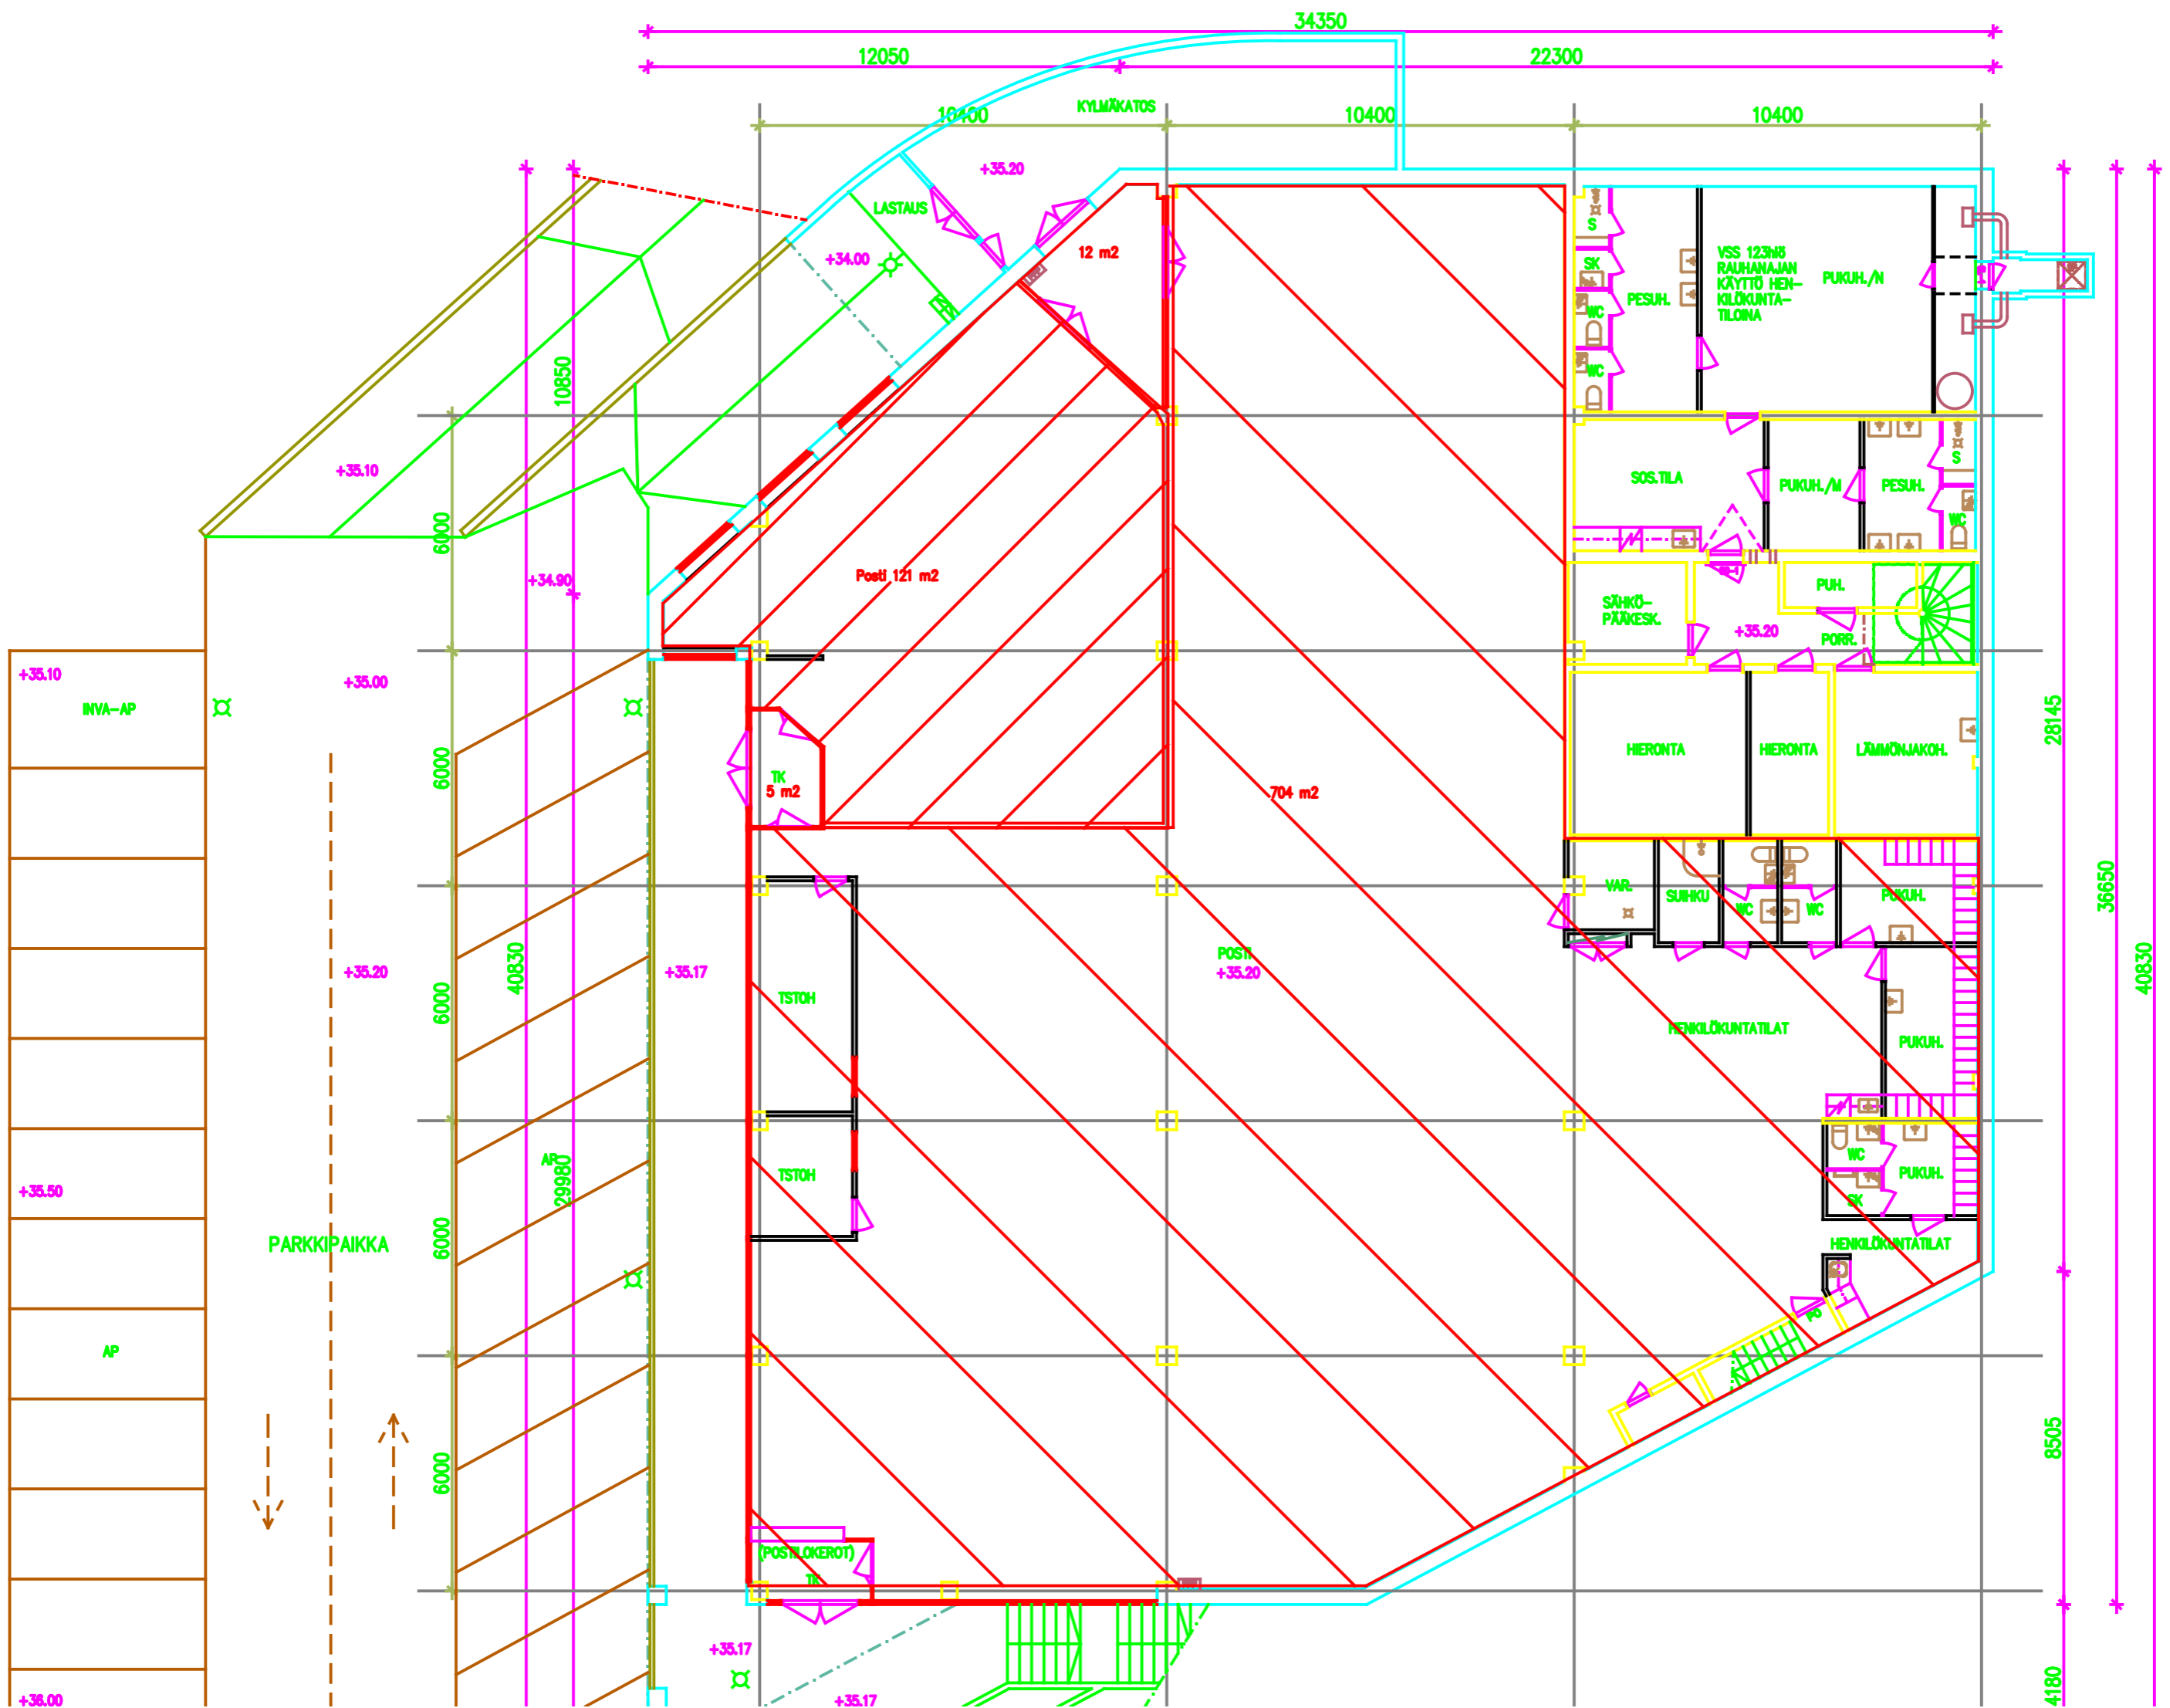 34350
12050
22300
KYLMÄKATOS
10400
10400
10400
+35.20
LASTAUS
+34.00
12 m2
S
SK
WC
WC
PESUH.
VSS 123hlö
RAUHANAJAN
KÄYTTÖ HEN-
KILÖKUNTA-
TILOINA
PUKUH./N
10850
+35.10
6000
+34.90
SOS.TILA
PUKUH./M
PESUH.
S
WC
Posti 121 m2
SÄHKÖ-
PÄÄKESK.
PUH.
+35.20
PORR.
+35.10
+35.00
INVA-AP
6000
TK
5 m2
704 m2
HIERONTA
HIERONTA
LÄMMÖNJAKOH.
28145
36650
40830
VAR.
SUIHKU
WC
WC
PUKUH.
+35.20
40830
6000
+35.17
POSTI
+35.20
TSTOH
HENKILÖKUNTATILAT
PUKUH.
AP
29980
+35.50
TSTOH
WC
PUKUH.
SK
PARKKIPAIKKA
6000
HENKILÖKUNTATILAT
AP
6000
8505
(POSTILOKEROT)
TK
+35.17
+36.00
+35.17
4180